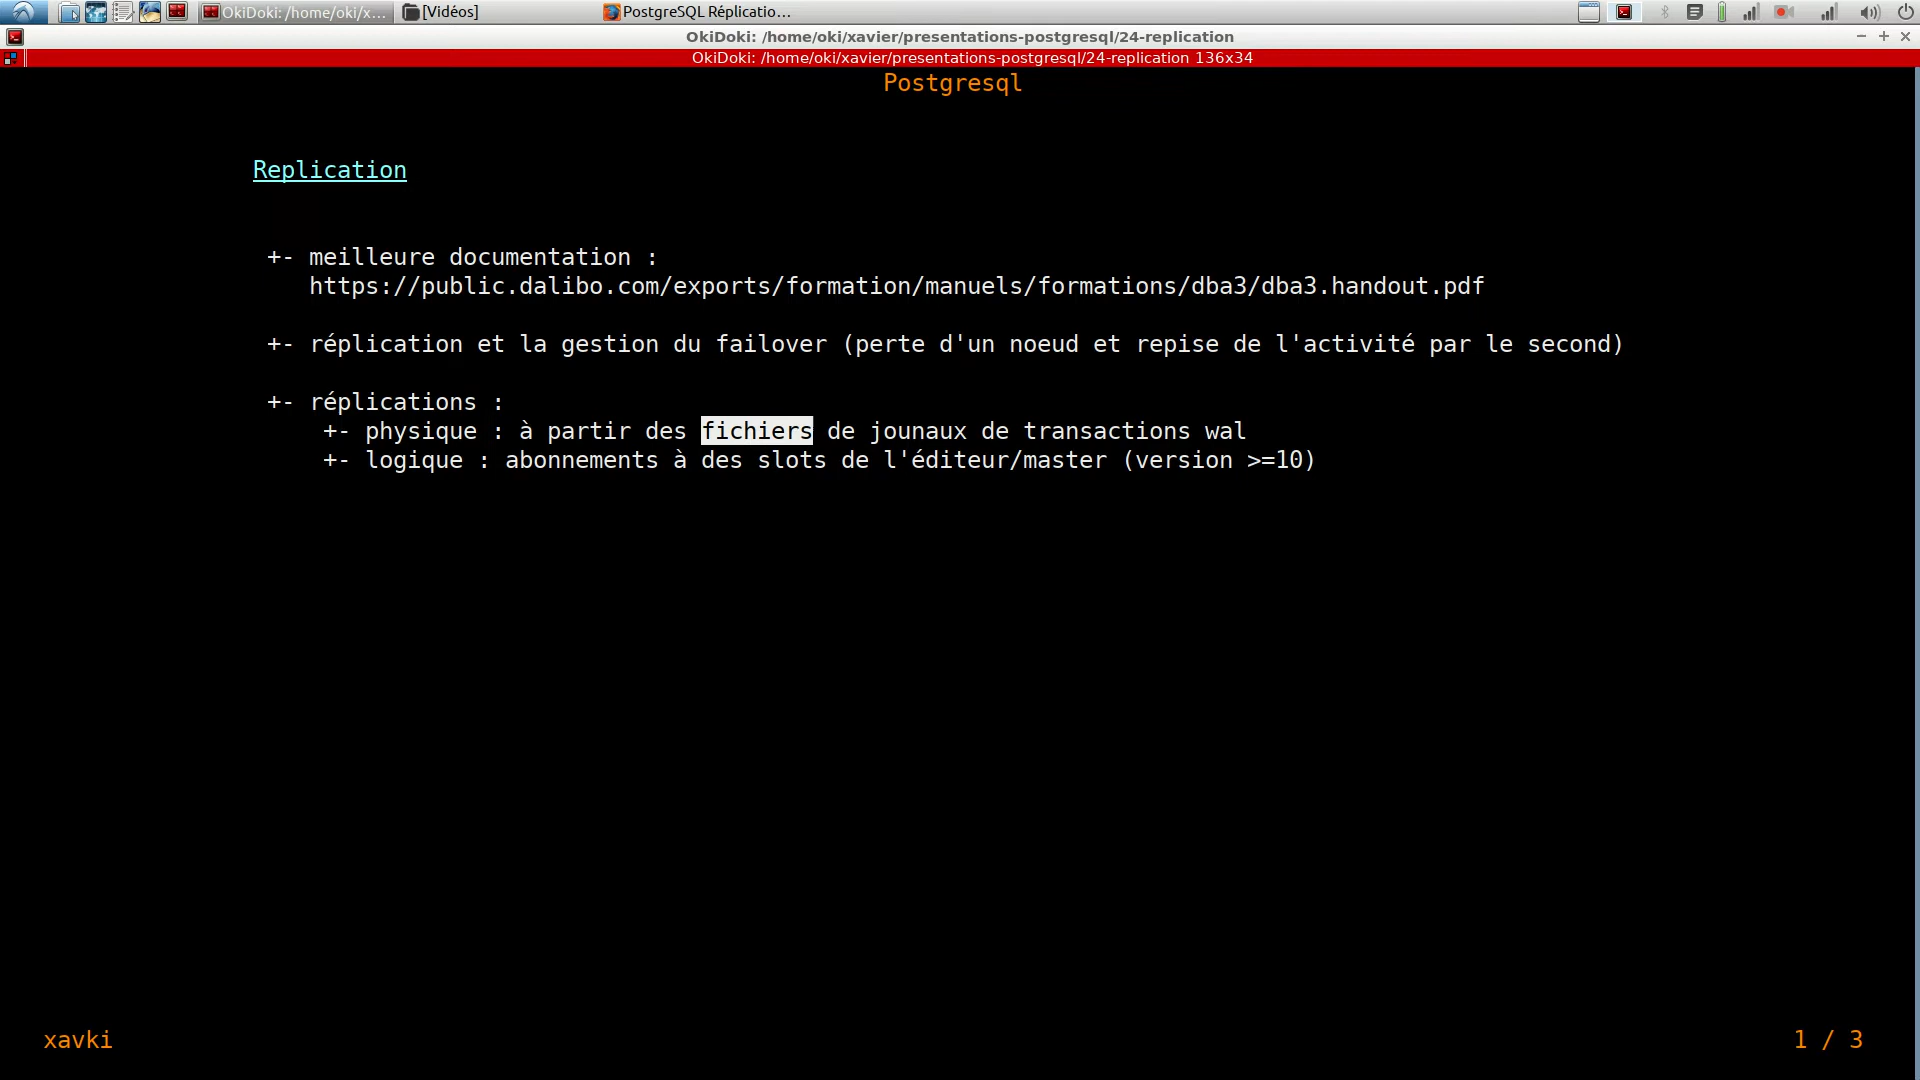 OkiDoki: /home/oki/x...
[Vidéos]
PostgreSQL Réplicatio...
OkiDoki: /home/oki/xavier/presentations-postgresql/24-replication
OkiDoki: /home/oki/xavier/presentations-postgresql/24-replication 136x34
Postgresql
Replication
+- meilleure documentation :
https://public.dalibo.com/exports/formation/manuels/formations/dba3/dba3.handout.pdf
+- réplication et la gestion du failover (perte d'un noeud et repise de l'activité par le second)
+- réplications :
+- physique : à partir des fichiers de jounaux de transactions wal
+- logique : abonnements à des slots de l'éditeur/master (version >=10)
xavki
1 / 3